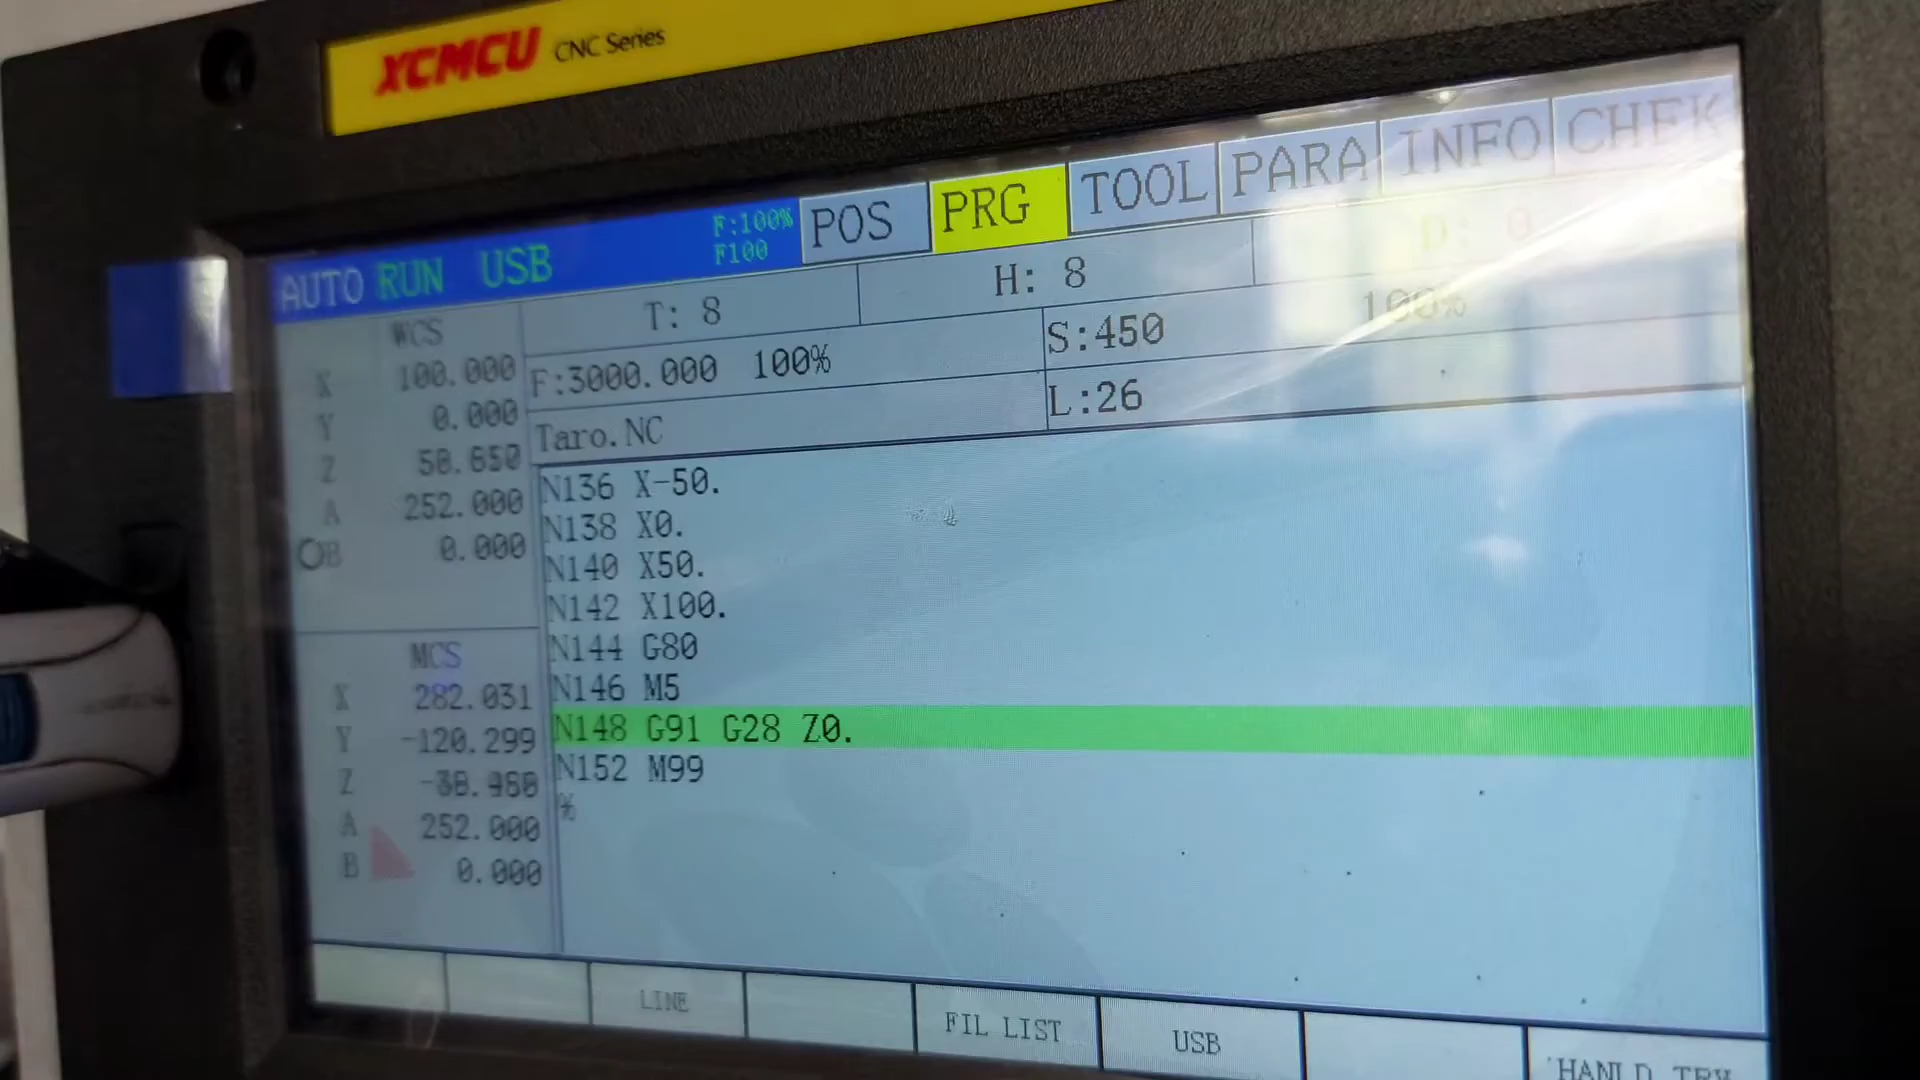 XCMCU CNC Series
AUTO RUN USB F:100% F100 POS PRG TOOL PARA INFO CHEK
T: 8 H: 8 D: 0
F:3000.000 100% S:450 100%
Taro.NC L:26
WCS
X 100.000
Y 0.000
Z
A 252.000
B 0.000
MCS
X 282.031
Y -120.299
Z
A 252.000
B 0.000
N136 X-50.
N138 X0.
N140 X50.
N142 X100.
N144 G80
N146 M5
N148 G91 G28 Z0.
N152 M99
%
LINE FIL LIST USB